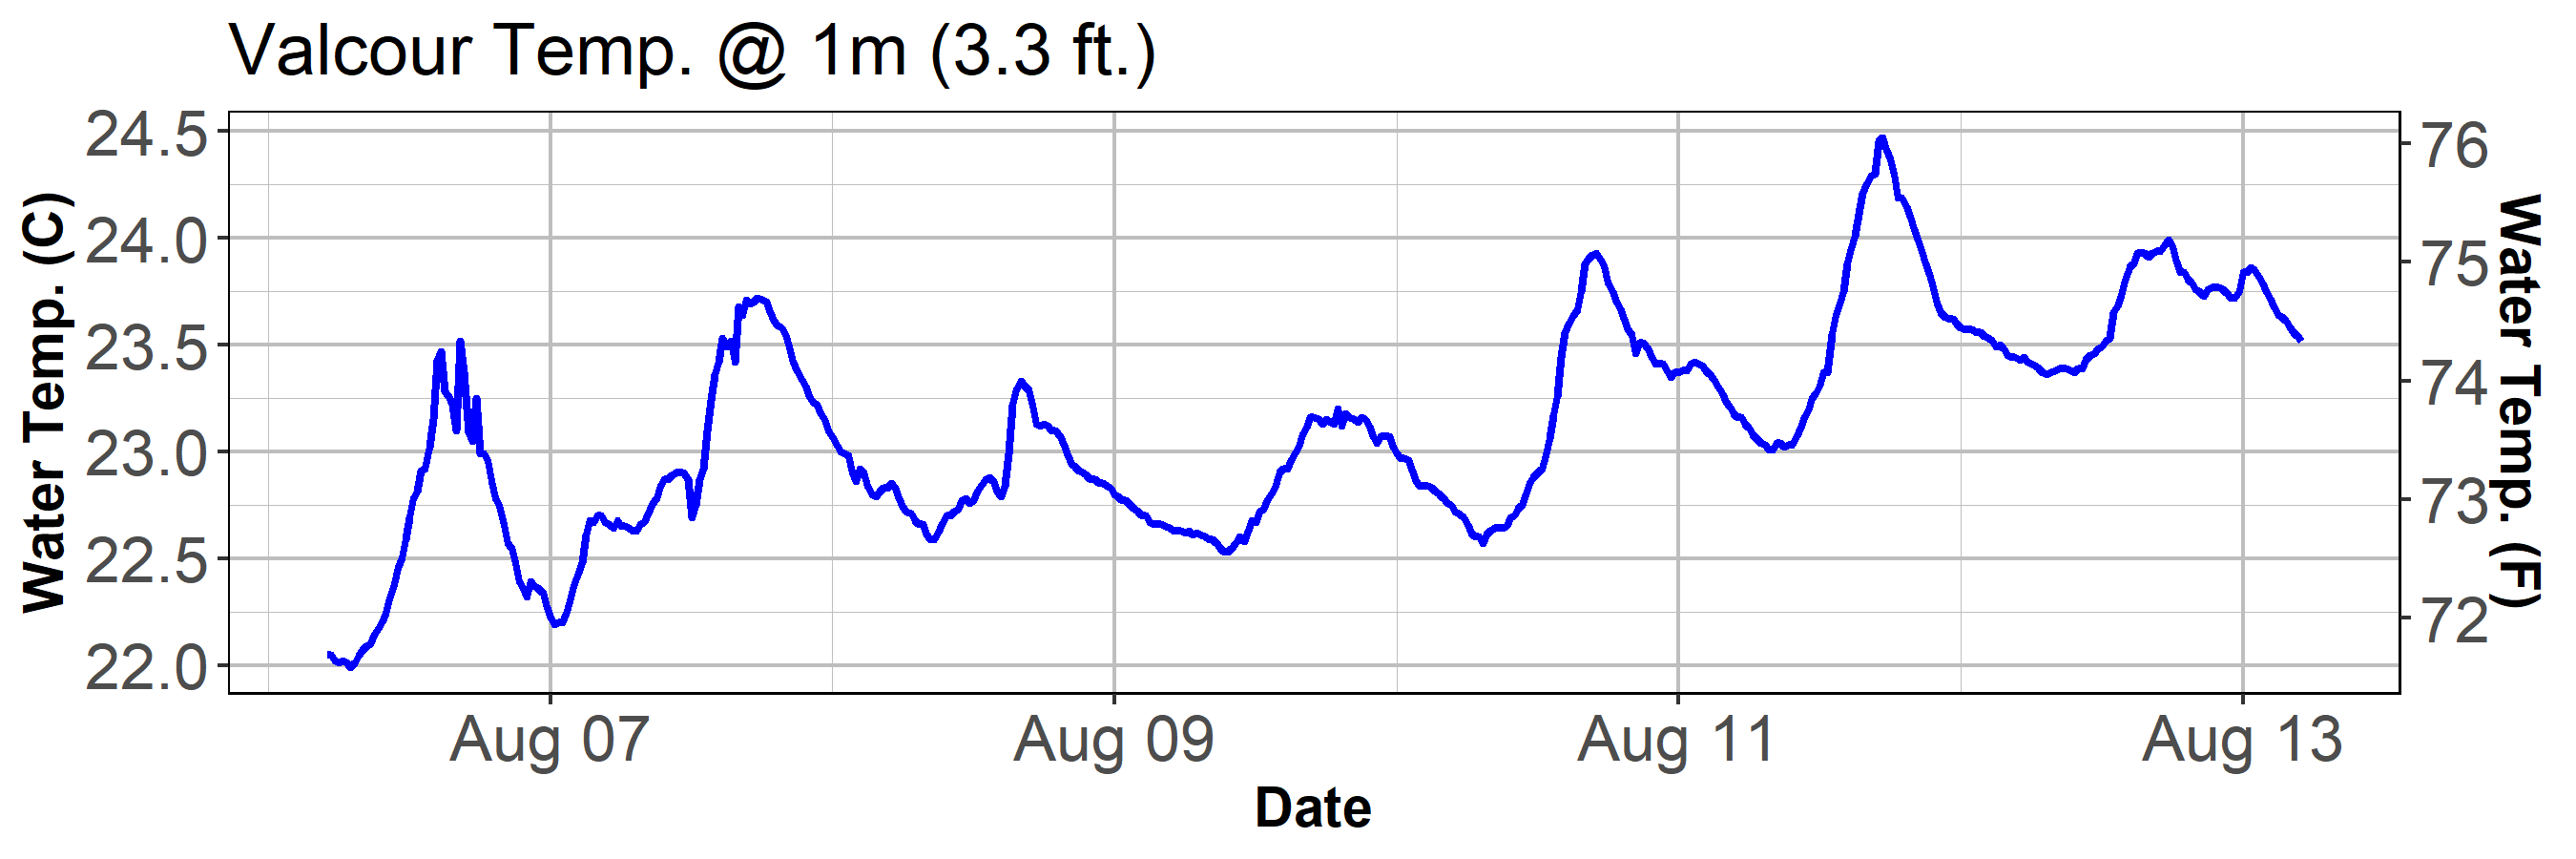 Valcour Temp. @ 1m (3.3 ft.)
Water Temp. (C)
24.5
24.0
23.5
23.0
22.5
22.0
76
75
74
73
72
Water Temp. (F)
Aug 07
Aug 09
Aug 11
Aug 13
Date